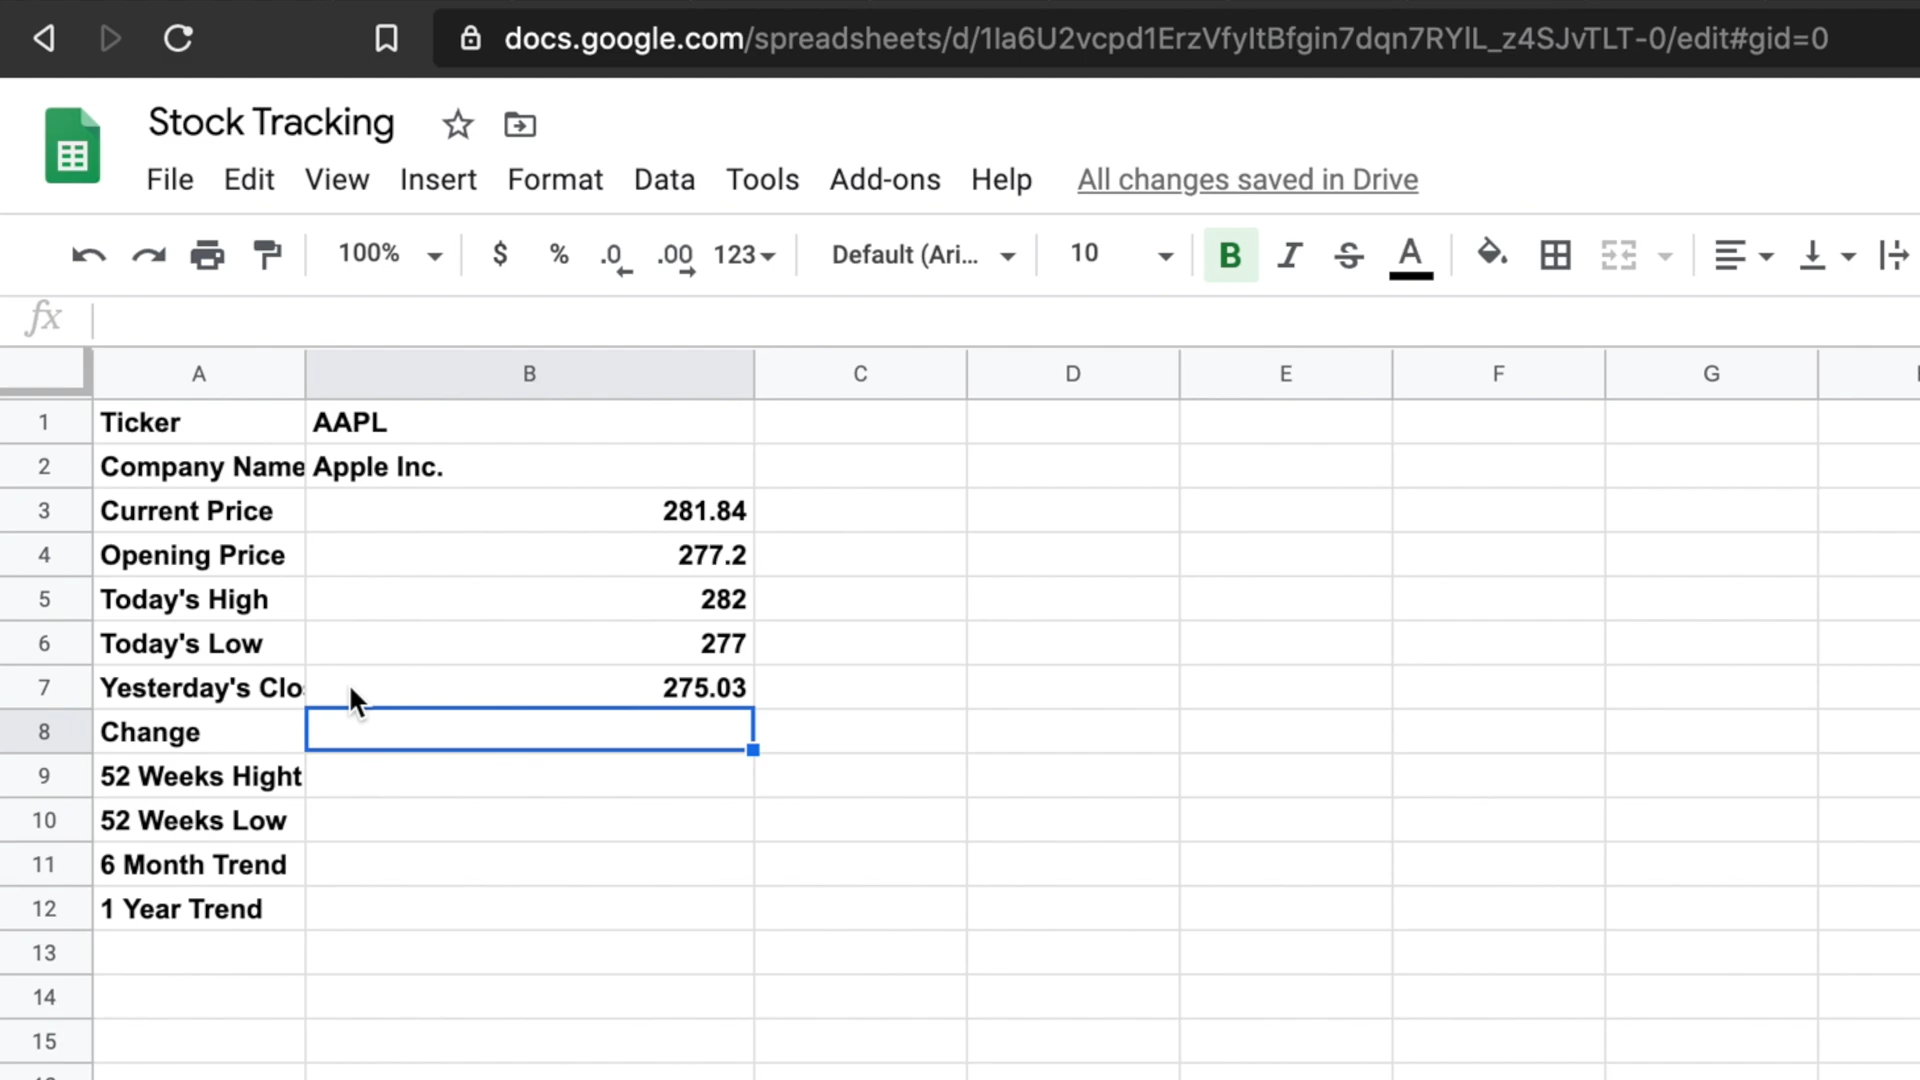 docs.google.com/spreadsheets/d/1Ia6U2vcpd1ErzVfyItBfgin7dqn7RYlL_z4SJvTLT-0/edit#gid=0
Stock Tracking
File Edit View Insert Format Data Tools Add-ons Help All changes saved in Drive
100% $ % .0 .00 123 Default (Ari... 10 B I S A
fx
A B C D E F G
1 Ticker AAPL
2 Company Name Apple Inc.
3 Current Price 281.84
4 Opening Price 277.2
5 Today's High 282
6 Today's Low 277
7 Yesterday's Clo 275.03
8 Change
9 52 Weeks Hight
10 52 Weeks Low
11 6 Month Trend
12 1 Year Trend
13
14
15